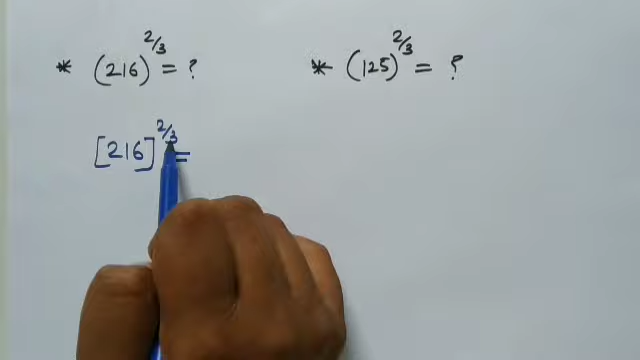 * (216)^2/3 = ?
* (125)^2/3 = ?
[216]^2/3 =